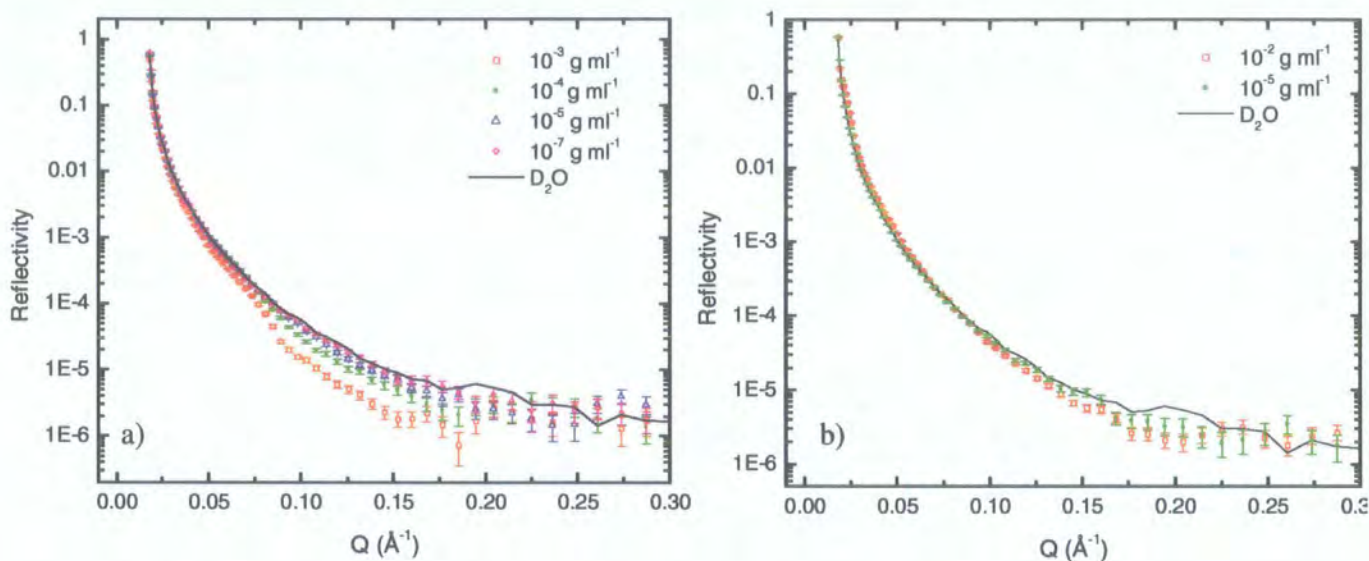 Reflectivity
1
0.1
0.01
1E-3
1E-4
1E-5
1E-6
10⁻³ g ml⁻¹
10⁻⁴ g ml⁻¹
10⁻⁵ g ml⁻¹
10⁻⁷ g ml⁻¹
D₂O
a)
0.00 0.05 0.10 0.15 0.20 0.25 0.30
Q (Å⁻¹)
Reflectivity
1
0.1
0.01
1E-3
1E-4
1E-5
1E-6
10⁻² g ml⁻¹
10⁻⁵ g ml⁻¹
D₂O
b)
0.00 0.05 0.10 0.15 0.20 0.25 0.30
Q (Å⁻¹)